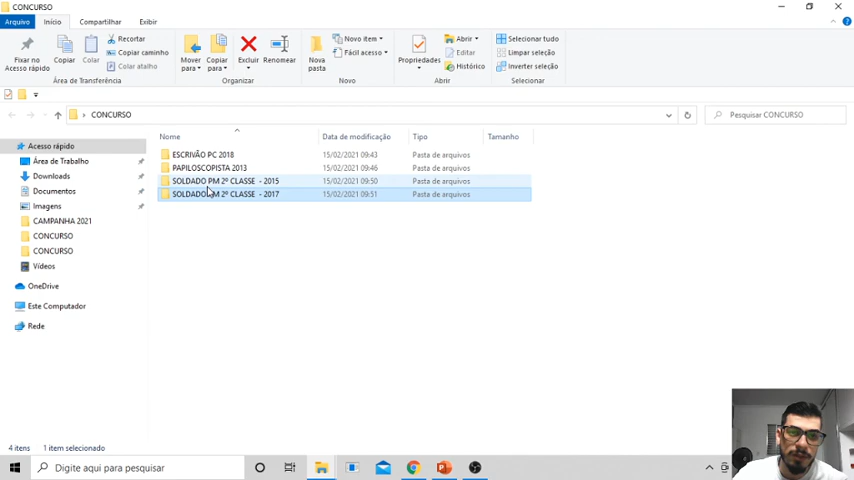 CONCURSO
Arquivo Início Compartilhar Exibir
Fixar no Acesso rápido
Copiar
Colar
Recortar
Copiar caminho
Colar atalho
Área de Transferência
Mover para
Copiar para
Excluir
Renomear
Organizar
Nova pasta
Novo item
Fácil acesso
Novo
Propriedades
Abrir
Editar
Histórico
Abrir
Selecionar tudo
Limpar seleção
Inverter seleção
Selecionar
CONCURSO
Pesquisar CONCURSO
Nome Data de modificação Tipo Tamanho
ESCRIVÃO PC 2018 15/02/2021 09:43 Pasta de arquivos
PAPILOSCOPISTA 2013 15/02/2021 09:46 Pasta de arquivos
SOLDADO PM 2º CLASSE - 2015 15/02/2021 09:50 Pasta de arquivos
SOLDADO PM 2º CLASSE - 2017 15/02/2021 09:51 Pasta de arquivos
Acesso rápido
Área de Trabalho
Downloads
Documentos
Imagens
CAMPANHA 2021
CONCURSO
CONCURSO
Vídeos
OneDrive
Este Computador
Rede
4 itens 1 item selecionado
Digite aqui para pesquisar